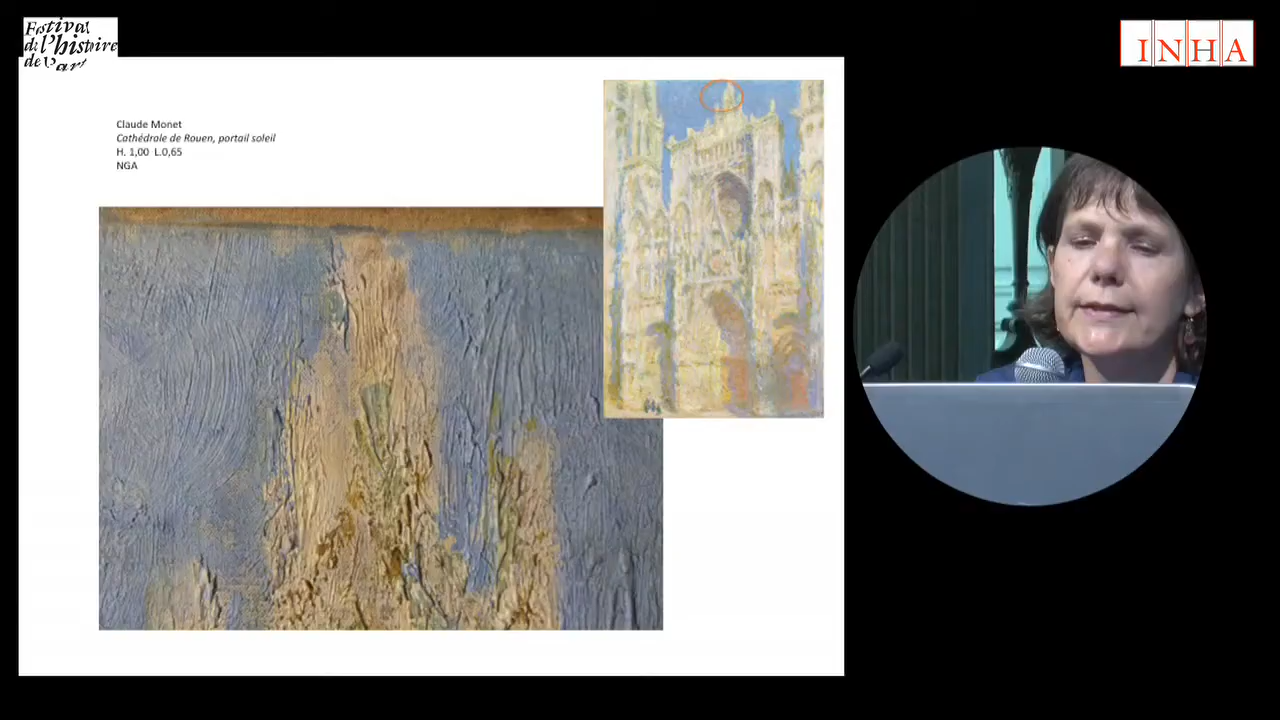 Festival
de l'histoire
de l'art
INHA
Claude Monet
Cathédrale de Rouen, portail soleil
H. 1,00 L.0,65
NGA